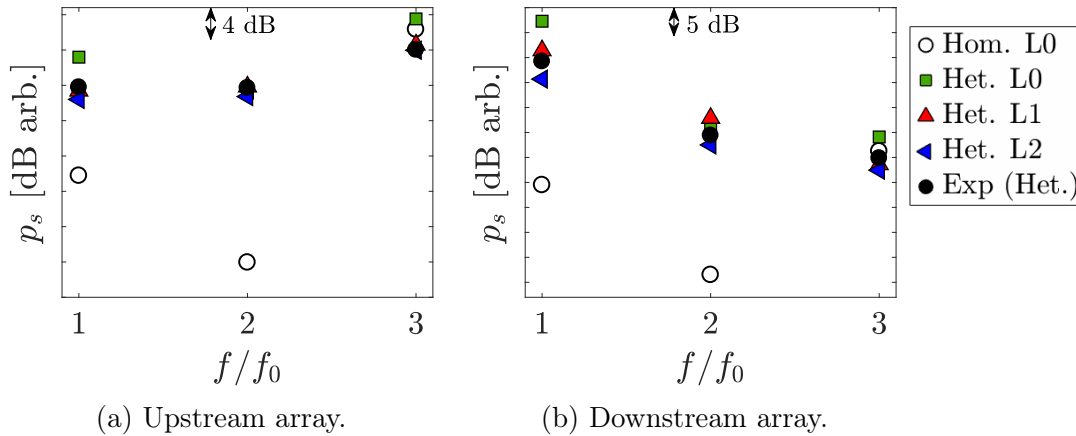 4 dB
p_s [dB arb.]
1 2 3
f/f_0
(a) Upstream array.
5 dB
p_s [dB arb.]
1 2 3
f/f_0
(b) Downstream array.
Hom. L0
Het. L0
Het. L1
Het. L2
Exp (Het.)